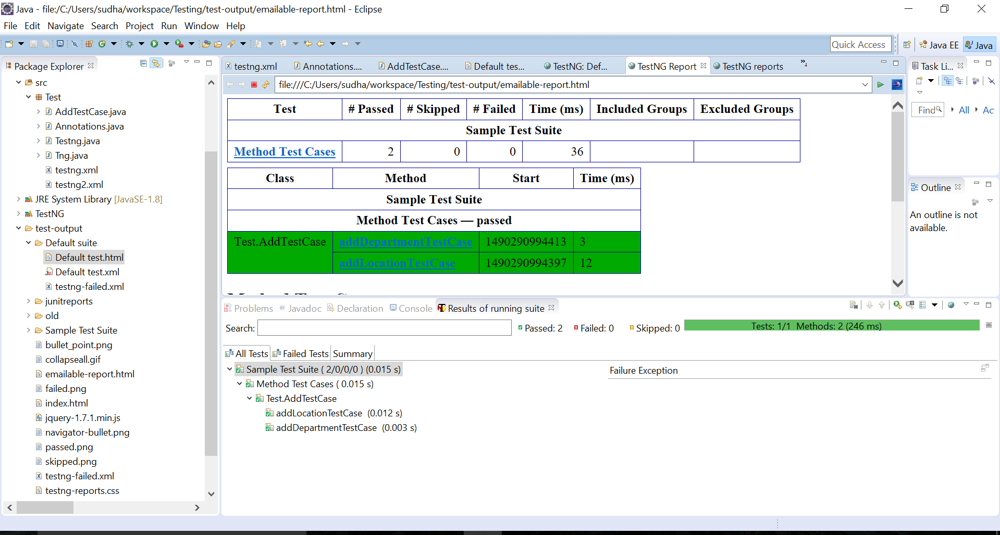 Java - file:/C:/Users/sudha/workspace/Testing/test-output/emailable-report.html - Eclipse
File Edit Navigate Search Project Run Window Help
Quick Access
Java EE
Java
Package Explorer
src
Test
AddTestCase.java
Annotations.java
Testng.java
Tng.java
testng.xml
testng2.xml
JRE System Library [JavaSE-1.8]
TestNG
test-output
Default suite
Default test.html
Default test.xml
testng-failed.xml
junitreports
old
Sample Test Suite
bullet_point.png
collapseall.gif
emailable-report.html
failed.png
index.html
jquery-1.7.1.min.js
navigator-bullet.png
passed.png
skipped.png
testng-failed.xml
testng-reports.css
testng.xml Annotations.... AddTestCase.... Default tes... TestNG: Def... TestNG Report TestNG reports »4
file:///C:/Users/sudha/workspace/Testing/test-output/emailable-report.html
Test # Passed # Skipped # Failed Time (ms) Included Groups Excluded Groups
Sample Test Suite
Method Test Cases 2 0 0 36
Class Method Start Time (ms)
Sample Test Suite
Method Test Cases — passed
Test.AddTestCase addDepartmentTestCase 1490290994413 3
addLocationTestCase 1490290994397 12
Task Li...
Find All Ac
Outline
An outline is not
available.
Problems @ Javadoc Declaration Console Results of running suite
Search: Passed: 2 Failed: 0 Skipped: 0 Tests: 1/1 Methods: 2 (246 ms)
All Tests Failed Tests Summary
Sample Test Suite ( 2/0/0/0 ) (0.015 s)
Method Test Cases ( 0.015 s)
Test.AddTestCase
addLocationTestCase (0.012 s)
addDepartmentTestCase (0.003 s)
Failure Exception